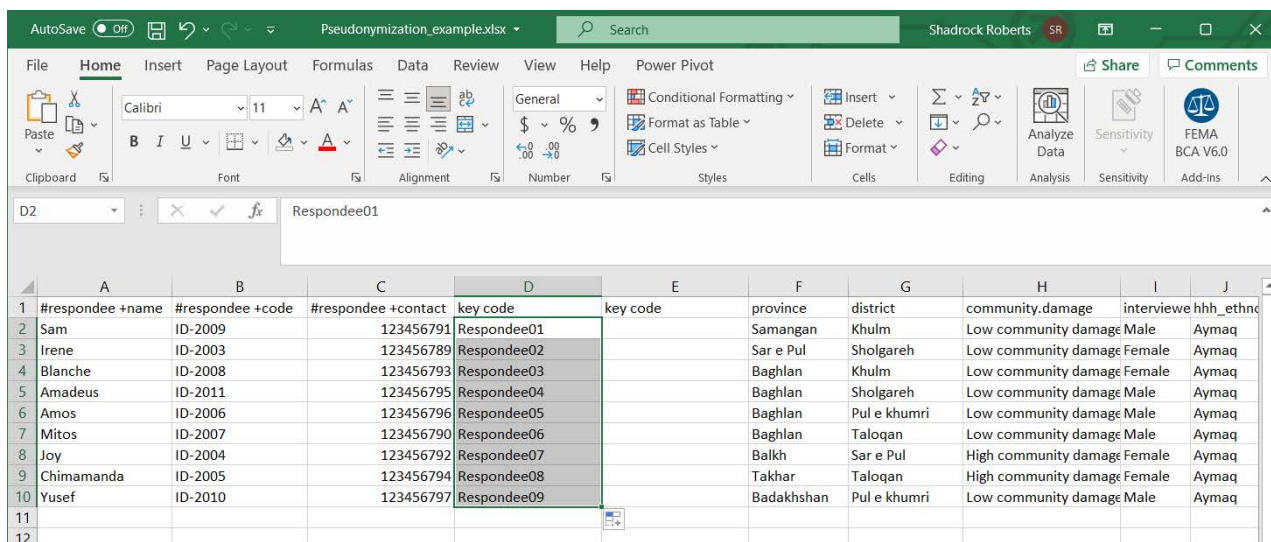 AutoSave Off Pseudonymization_example.xlsx Search Shadrock Roberts SR
File Home Insert Page Layout Formulas Data Review View Help Power Pivot Share Comments
Paste Calibri 11 A^ A˅ ab General Conditional Formatting Insert Σ A Z Analyze Data Sensitivity FEMA BCA V6.0
B I U A $ % 9 Format as Table Delete
.00 .00 Cell Styles Format
Clipboard Font Alignment Number Styles Cells Editing Analysis Sensitivity Add-ins
D2 fx Respondee01
A B C D E F G H I J
1 #respondee +name #respondee +code #respondee +contact key code key code province district community.damage interviewe hhh_ethno
2 Sam ID-2009 123456791 Respondee01 Samangan Khulm Low community damage Male Aymaq
3 Irene ID-2003 123456789 Respondee02 Sar e Pul Sholgareh Low community damage Female Aymaq
4 Blanche ID-2008 123456793 Respondee03 Baghlan Khulm Low community damage Female Aymaq
5 Amadeus ID-2011 123456795 Respondee04 Baghlan Sholgareh Low community damage Male Aymaq
6 Amos ID-2006 123456796 Respondee05 Baghlan Pul e khumri Low community damage Male Aymaq
7 Mitos ID-2007 123456790 Respondee06 Baghlan Taloqan Low community damage Male Aymaq
8 Joy ID-2004 123456792 Respondee07 Balkh Sar e Pul High community damage Female Aymaq
9 Chimamanda ID-2005 123456794 Respondee08 Takhar Taloqan High community damage Female Aymaq
10 Yusef ID-2010 123456797 Respondee09 Badakhshan Pul e khumri Low community damage Male Aymaq
11
12